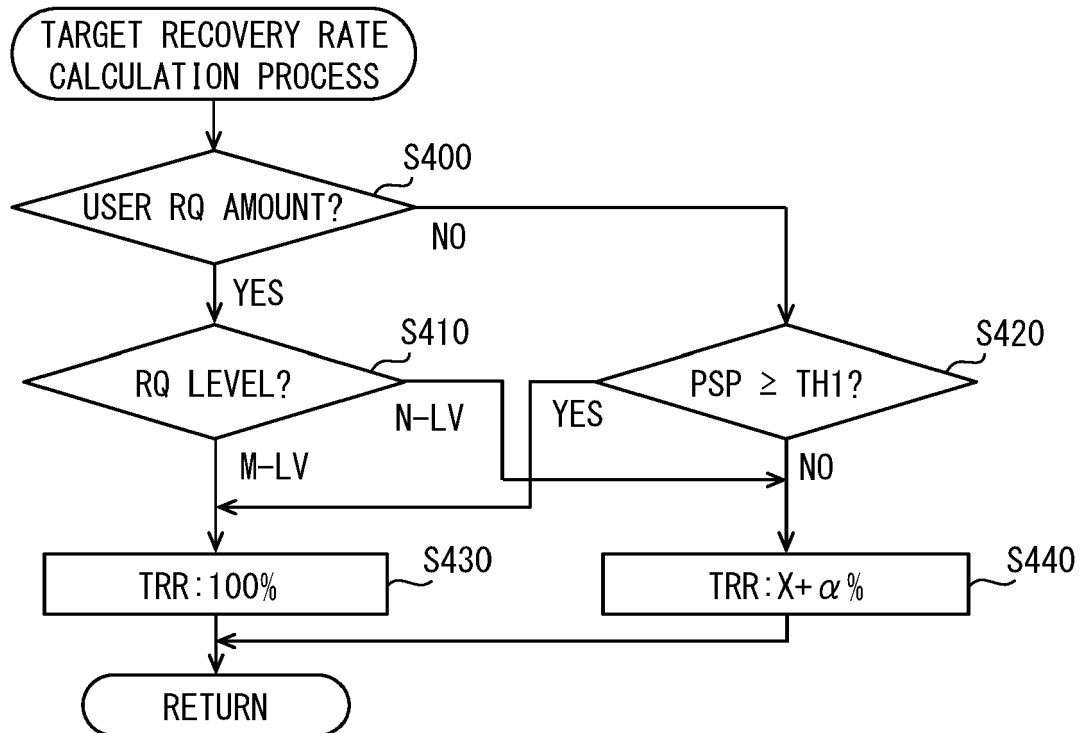 TARGET RECOVERY RATE
CALCULATION PROCESS
S400
USER RQ AMOUNT?
NO
YES
S410
RQ LEVEL?
N-LV
M-LV
S420
PSP ≥ TH1?
YES
NO
S430
TRR:100%
S440
TRR:X+α%
RETURN